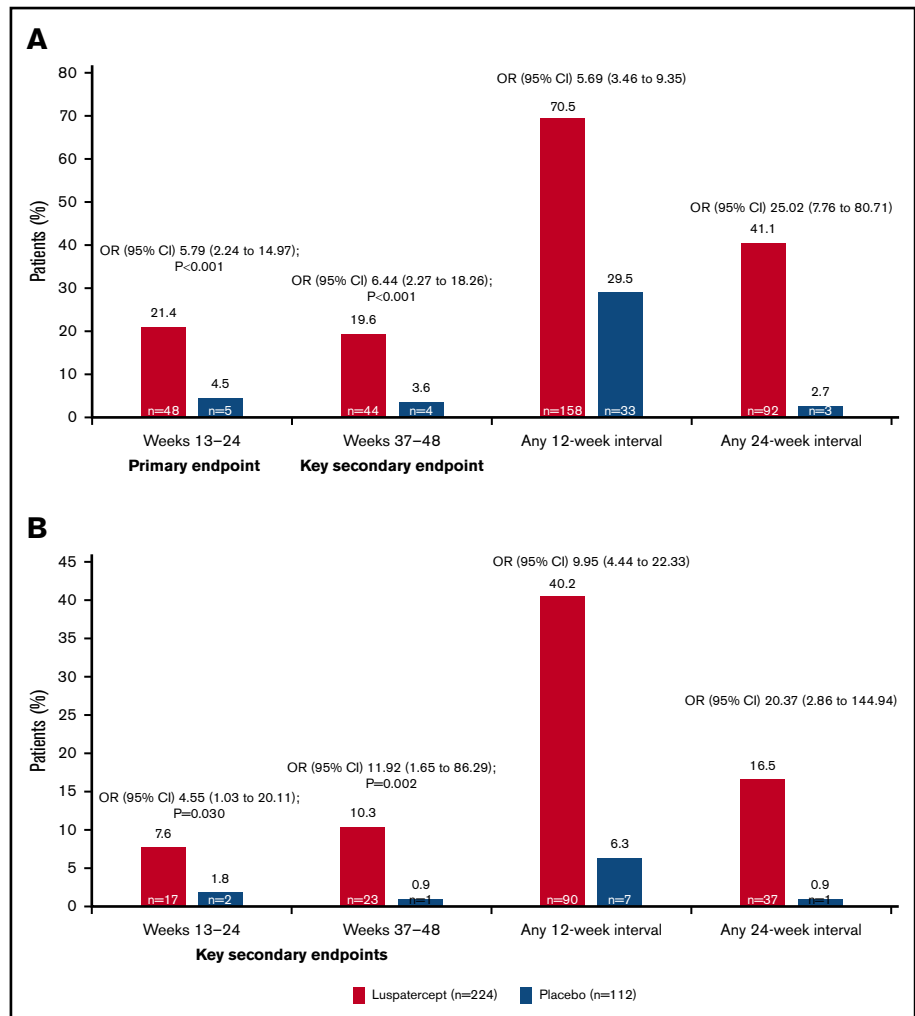 A
80
70
60
50
40
30
20
10
0
Patients (%)
OR (95% CI) 5.79 (2.24 to 14.97);
P<0.001
21.4
4.5
n=48
n=5
OR (95% CI) 6.44 (2.27 to 18.26);
P<0.001
19.6
3.6
n=44
n=4
OR (95% CI) 5.69 (3.46 to 9.35)
70.5
29.5
n=158
n=33
OR (95% CI) 25.02 (7.76 to 80.71)
41.1
2.7
n=92
n=3
Weeks 13–24
Primary endpoint
Weeks 37–48
Key secondary endpoint
Any 12-week interval
Any 24-week interval
B
45
40
35
30
25
20
15
10
5
0
Patients (%)
OR (95% CI) 4.55 (1.03 to 20.11);
P=0.030
7.6
1.8
n=17
n=2
OR (95% CI) 11.92 (1.65 to 86.29);
P=0.002
10.3
0.9
n=23
n=1
OR (95% CI) 9.95 (4.44 to 22.33)
40.2
6.3
n=90
n=7
OR (95% CI) 20.37 (2.86 to 144.94)
16.5
0.9
n=37
n=1
Weeks 13–24
Weeks 37–48
Any 12-week interval
Any 24-week interval
Key secondary endpoints
Luspatercept (n=224)
Placebo (n=112)